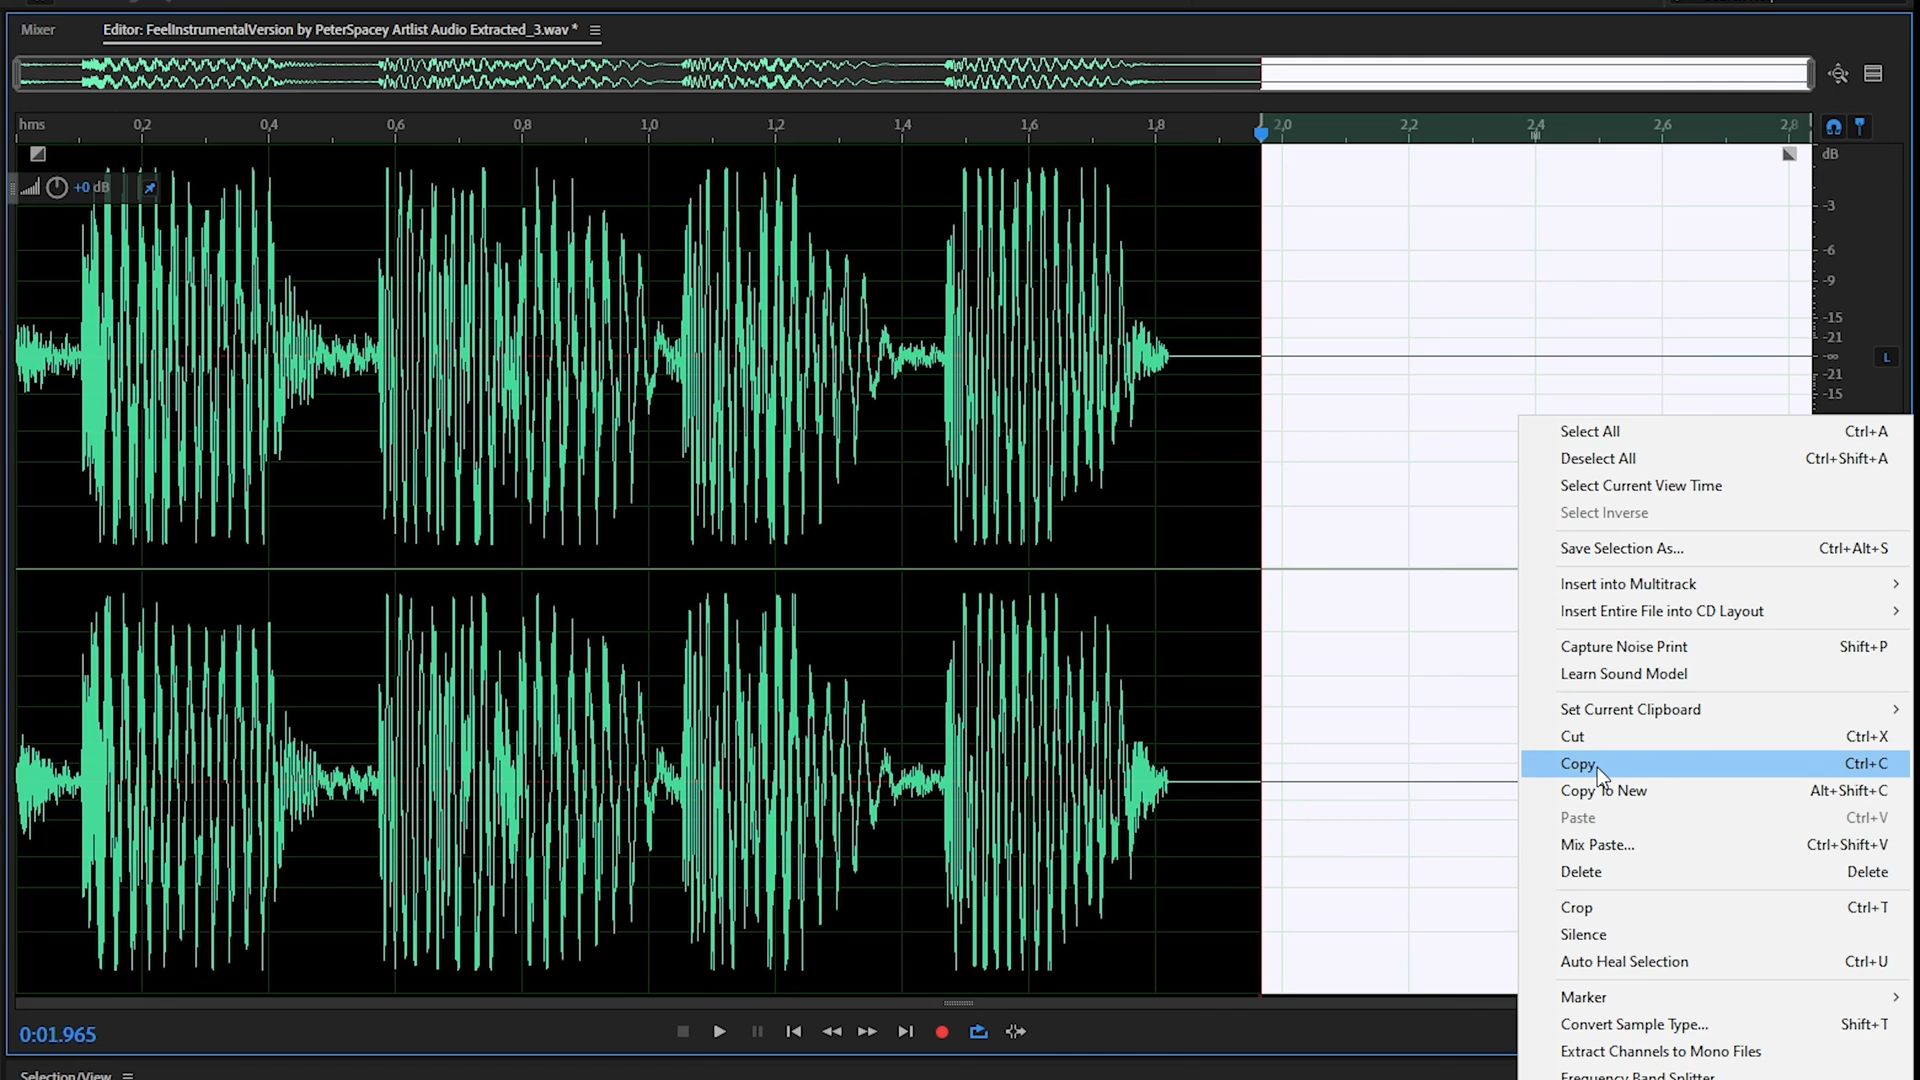 Mixer
Editor: FeelInstrumentalVersion by PeterSpacey Artlist Audio Extracted_3.wav *
hms 0,2 0,4 0,6 0,8 1,0 1,2 1,4 1,6 1,8 2,0 2,2 2,4 2,6 2,8
dB
+0 dB
-3
-6
-9
-15
-21
-∞
L
-21
-15
Select All Ctrl+A
Deselect All Ctrl+Shift+A
Select Current View Time
Select Inverse
Save Selection As... Ctrl+Alt+S
Insert into Multitrack
Insert Entire File into CD Layout
Capture Noise Print Shift+P
Learn Sound Model
Set Current Clipboard
Cut Ctrl+X
Copy Ctrl+C
Copy To New Alt+Shift+C
Paste Ctrl+V
Mix Paste... Ctrl+Shift+V
Delete Delete
Crop Ctrl+T
Silence
Auto Heal Selection Ctrl+U
Marker
Convert Sample Type... Shift+T
Extract Channels to Mono Files
Frequency Band Splitter
0:01.965
Selection/View